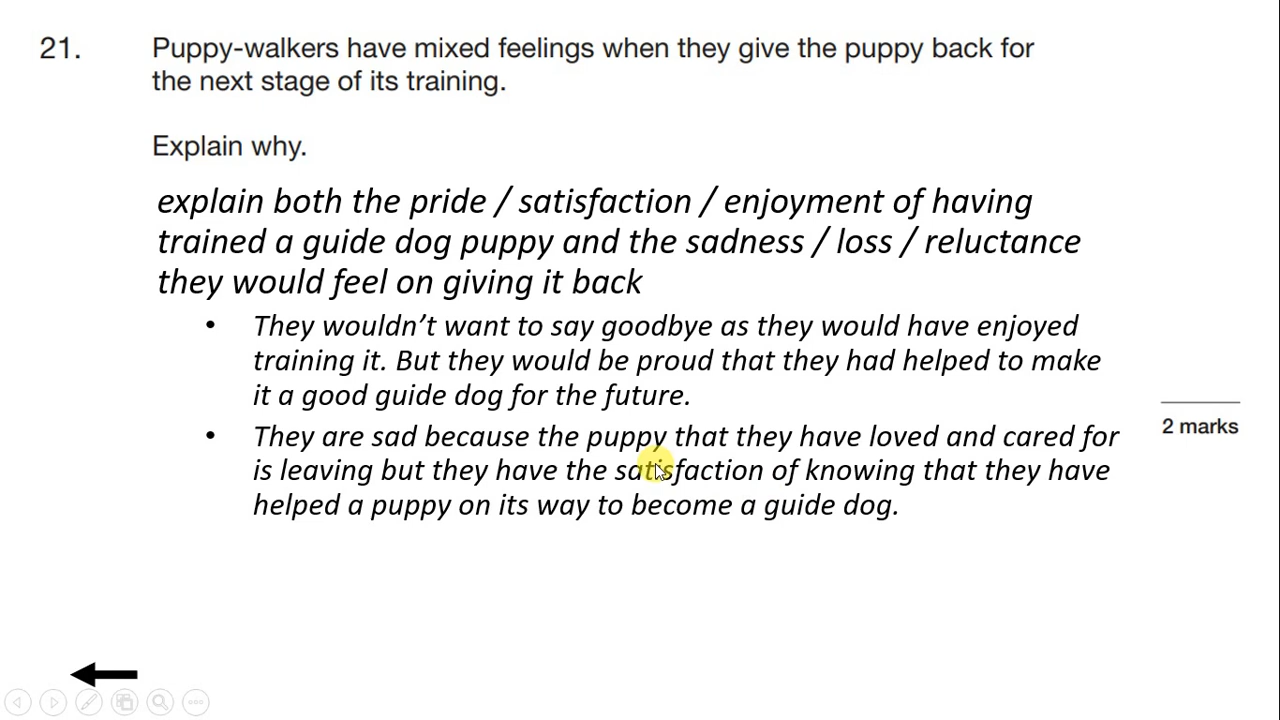 21. Puppy-walkers have mixed feelings when they give the puppy back for
the next stage of its training.
Explain why.
explain both the pride / satisfaction / enjoyment of having
trained a guide dog puppy and the sadness / loss / reluctance
they would feel on giving it back
• They wouldn’t want to say goodbye as they would have enjoyed
training it. But they would be proud that they had helped to make
it a good guide dog for the future.
• They are sad because the puppy that they have loved and cared for
is leaving but they have the satisfaction of knowing that they have
helped a puppy on its way to become a guide dog.
2 marks